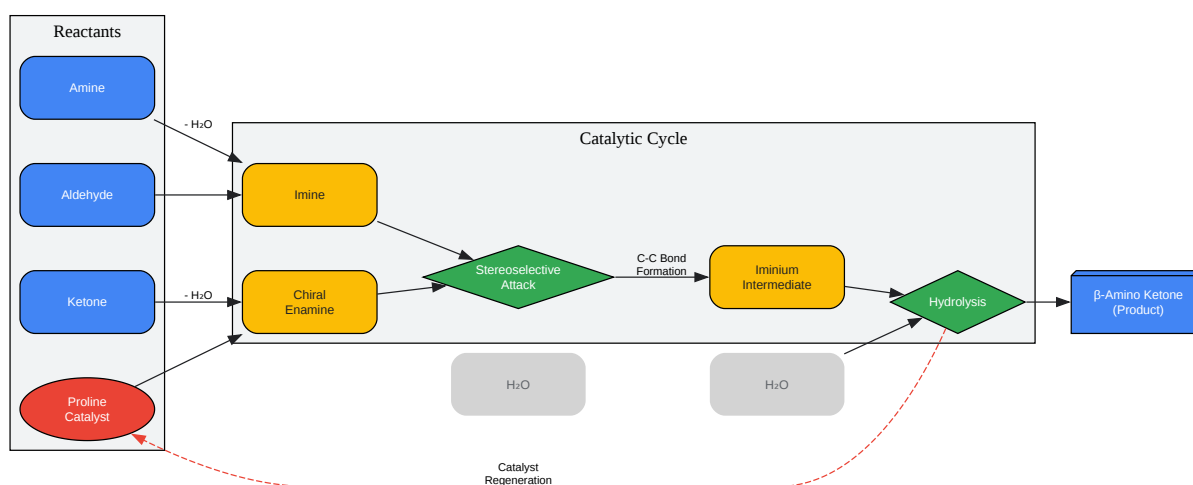 Reactants
Amine
- H₂O
Catalytic Cycle
Aldehyde
Imine
Stereoselective
Attack
C-C Bond
Formation
Iminium
Intermediate
Ketone
- H₂O
Chiral
Enamine
Hydrolysis
β-Amino Ketone
(Product)
H₂O
H₂O
Proline
Catalyst
Catalyst
Regeneration